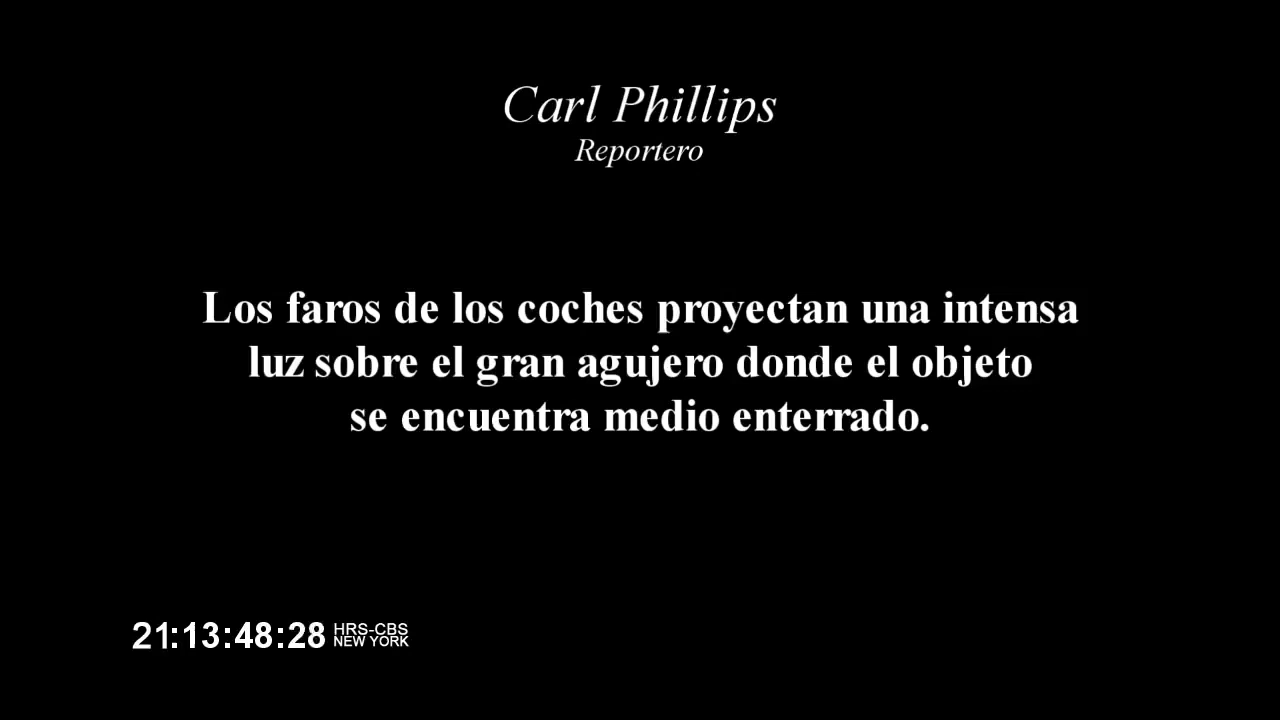 Carl Phillips
Reportero
Los faros de los coches proyectan una intensa
luz sobre el gran agujero donde el objeto
se encuentra medio enterrado.
21:13:48:28 HRS-CBS
NEW YORK